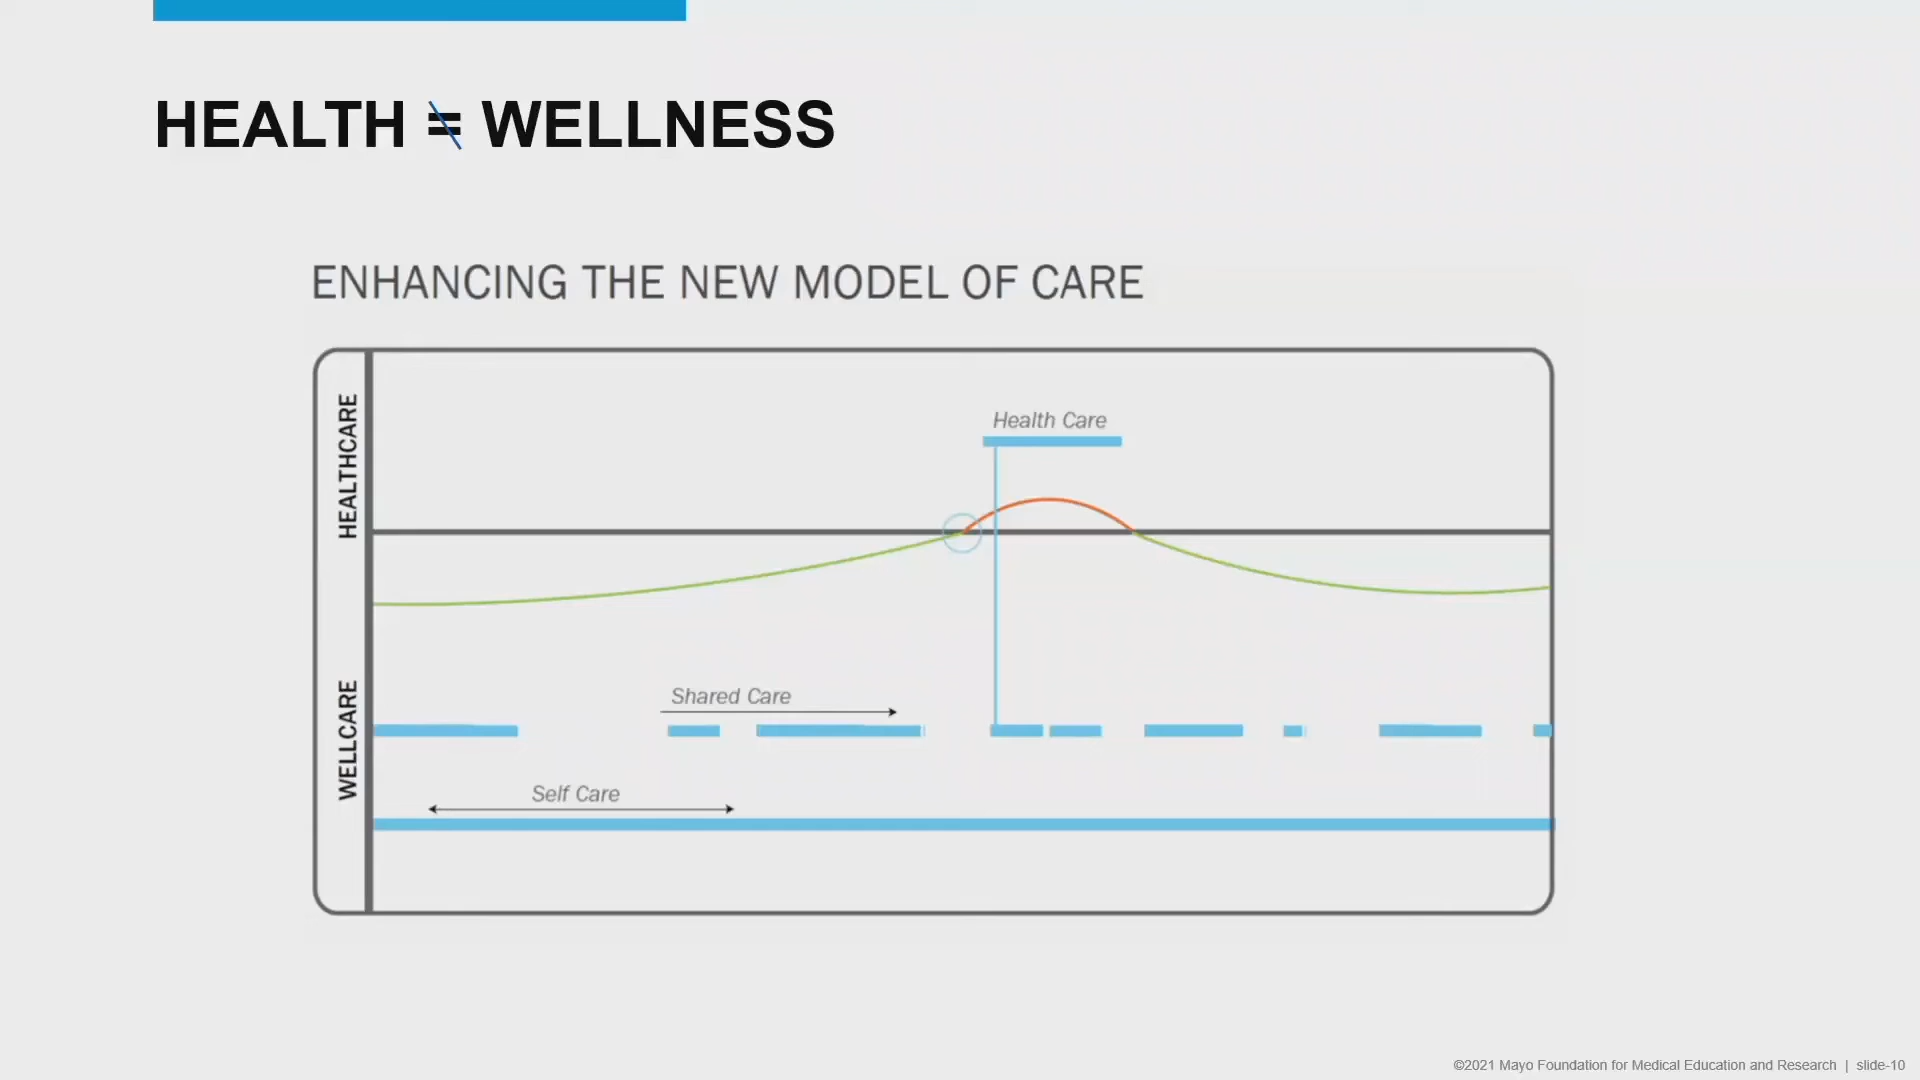 HEALTH ≠ WELLNESS
ENHANCING THE NEW MODEL OF CARE
HEALTHCARE
Health Care
WELLCARE
Shared Care
Self Care
©2021 Mayo Foundation for Medical Education and Research | slide-10